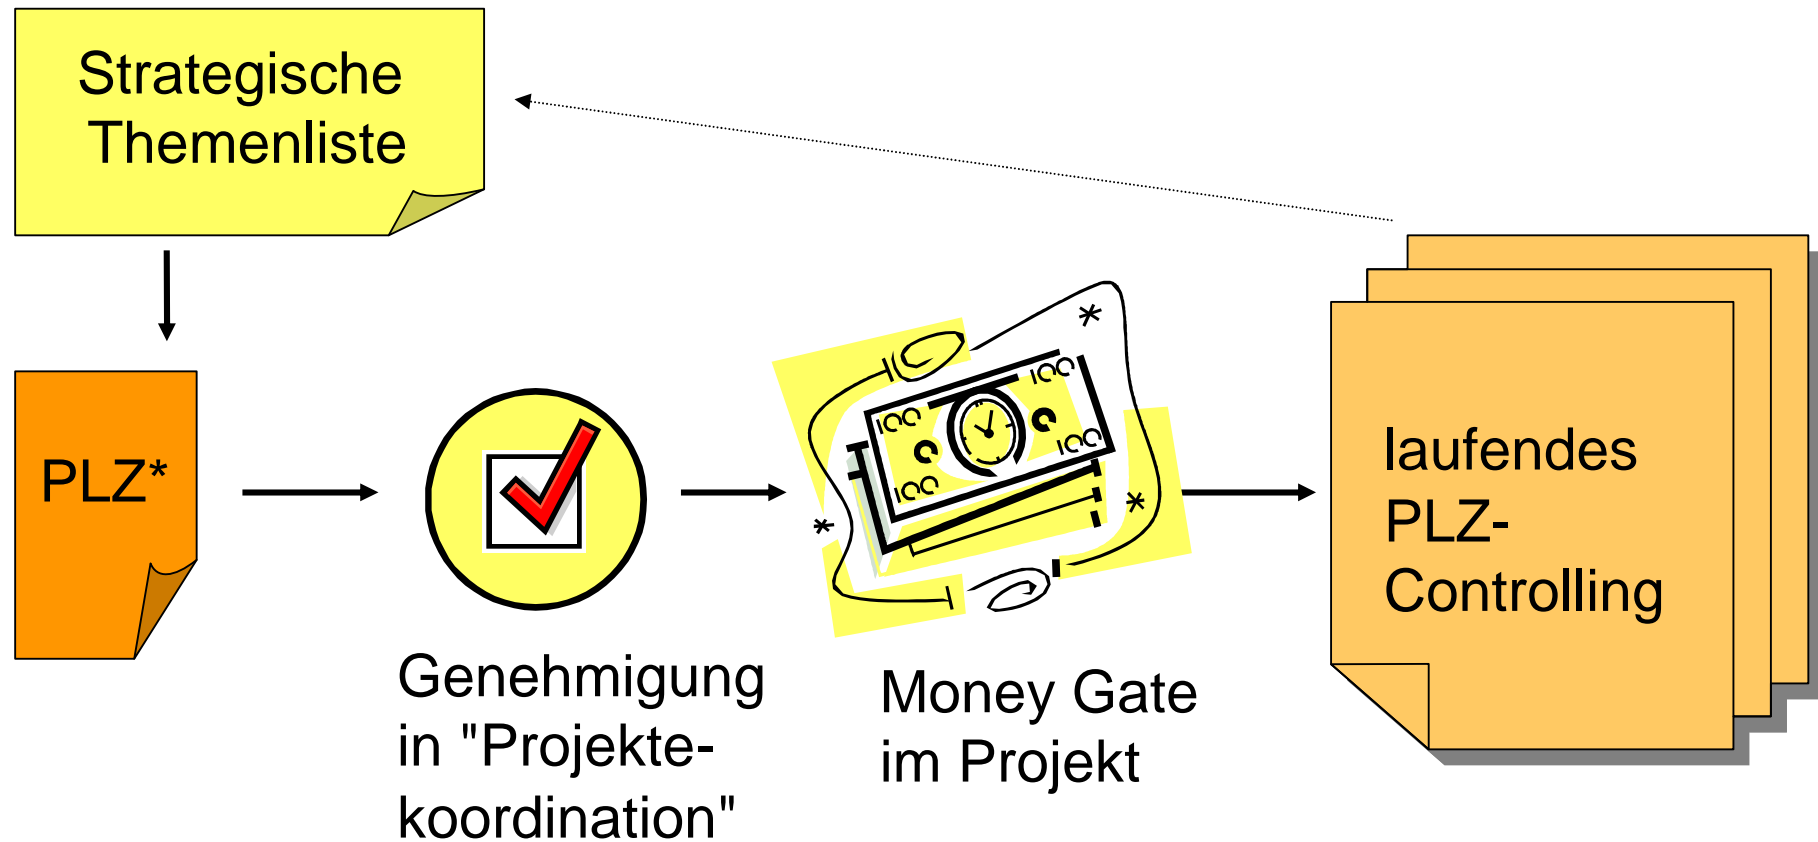 Strategische
Themenliste
PLZ*
Genehmigung
in "Projekte-
koordination"
Money Gate
im Projekt
laufendes
PLZ-
Controlling